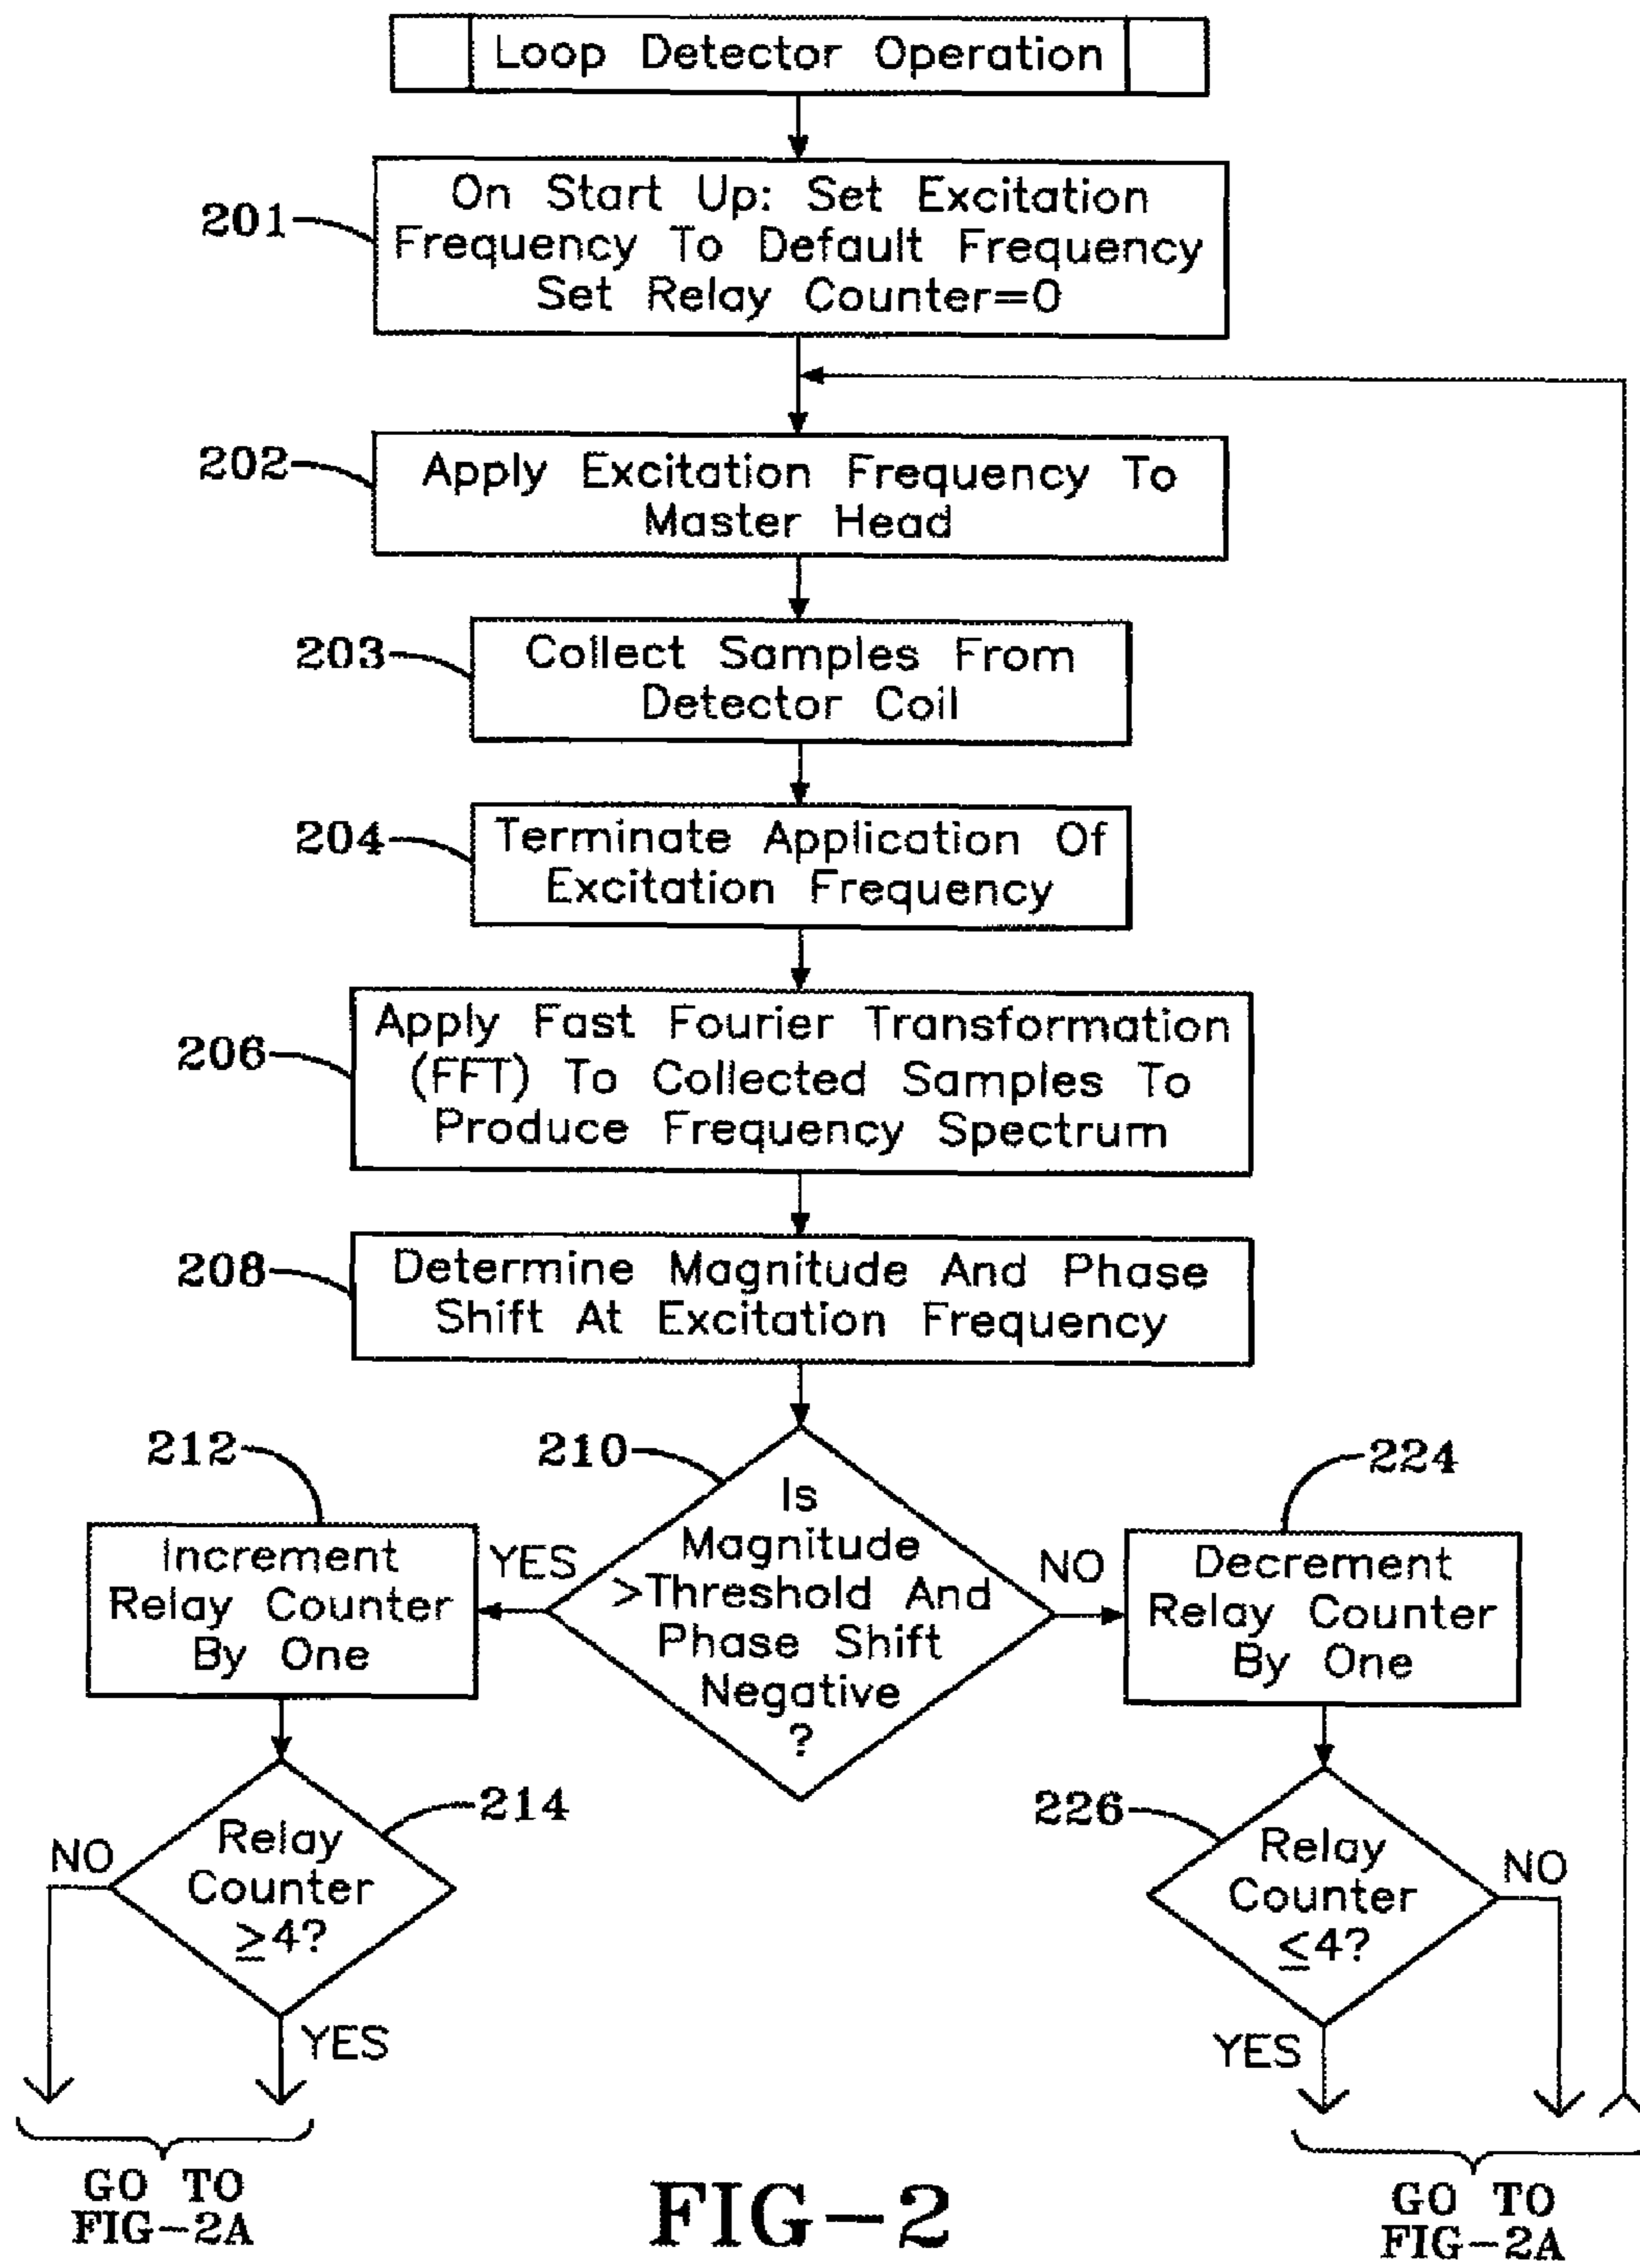 Loop Detector Operation
201
On Start Up: Set Excitation
Frequency To Default Frequency
Set Relay Counter=0
202
Apply Excitation Frequency To
Master Head
203
Collect Samples From
Detector Coil
204
Terminate Application Of
Excitation Frequency
206
Apply Fast Fourier Transformation
(FFT) To Collected Samples To
Produce Frequency Spectrum
208
Determine Magnitude And Phase
Shift At Excitation Frequency
212
210
224
Is
Magnitude
>Threshold And
Phase Shift
Negative
?
YES
NO
Increment
Relay Counter
By One
Decrement
Relay Counter
By One
214
226
NO
Relay
Counter
≥4?
YES
Relay
Counter
≤4?
NO
YES
GO TO
FIG-2A
FIG-2
GO TO
FIG-2A